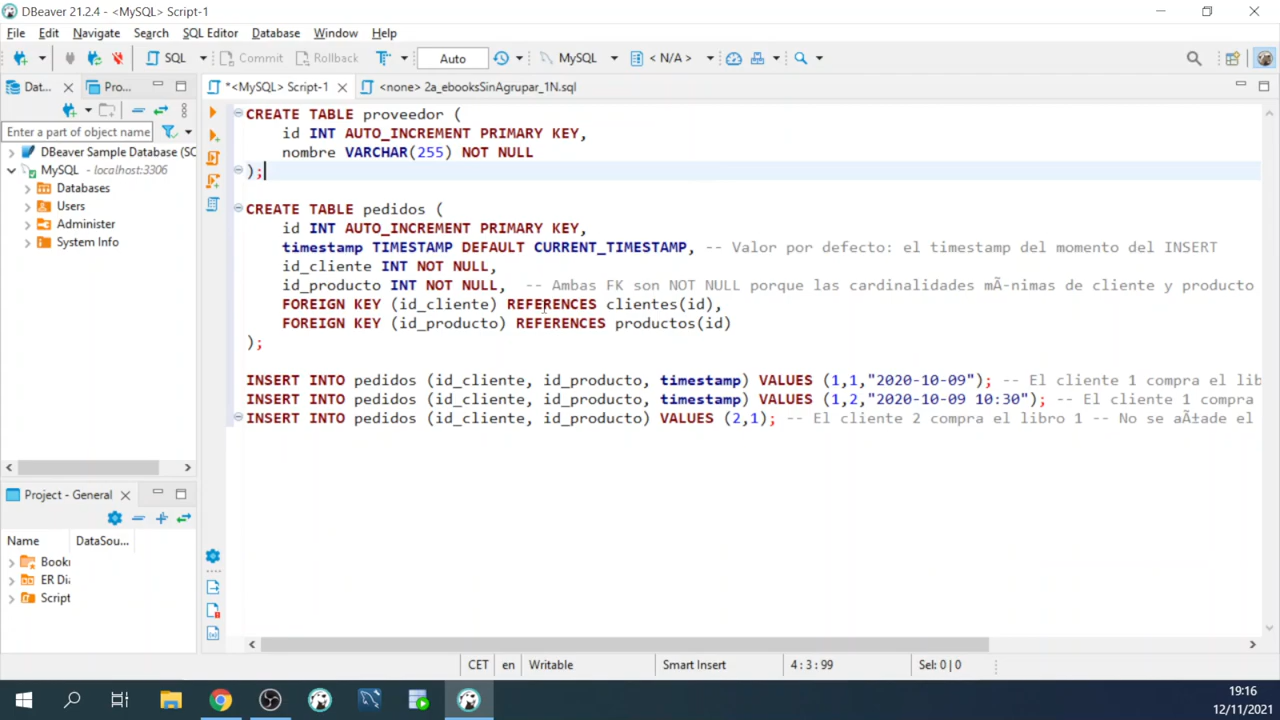 DBeaver 21.2.4 - <MySQL> Script-1
File Edit Navigate Search SQL Editor Database Window Help
SQL Commit Rollback Auto MySQL < N/A >
Dat... Pro... *<MySQL> Script-1 <none> 2a_ebooksSinAgrupar_1N.sql
Enter a part of object name
DBeaver Sample Database (SC
MySQL - localhost:3306
Databases
Users
Administer
System Info
CREATE TABLE proveedor (
id INT AUTO_INCREMENT PRIMARY KEY,
nombre VARCHAR(255) NOT NULL
);
CREATE TABLE pedidos (
id INT AUTO_INCREMENT PRIMARY KEY,
timestamp TIMESTAMP DEFAULT CURRENT_TIMESTAMP, -- Valor por defecto: el timestamp del momento del INSERT
id_cliente INT NOT NULL,
id_producto INT NOT NULL, -- Ambas FK son NOT NULL porque las cardinalidades mÃ-nimas de cliente y producto
FOREIGN KEY (id_cliente) REFERENCES clientes(id),
FOREIGN KEY (id_producto) REFERENCES productos(id)
);
INSERT INTO pedidos (id_cliente, id_producto, timestamp) VALUES (1,1,"2020-10-09"); -- El cliente 1 compra el lib
INSERT INTO pedidos (id_cliente, id_producto, timestamp) VALUES (1,2,"2020-10-09 10:30"); -- El cliente 1 compra
INSERT INTO pedidos (id_cliente, id_producto) VALUES (2,1); -- El cliente 2 compra el libro 1 -- No se aÃ±ade el
Project - General
Name DataSou...
Bookı
ER Di
Script
CET en Writable Smart Insert 4 : 3 : 99 Sel: 0 | 0
19:16
12/11/2021